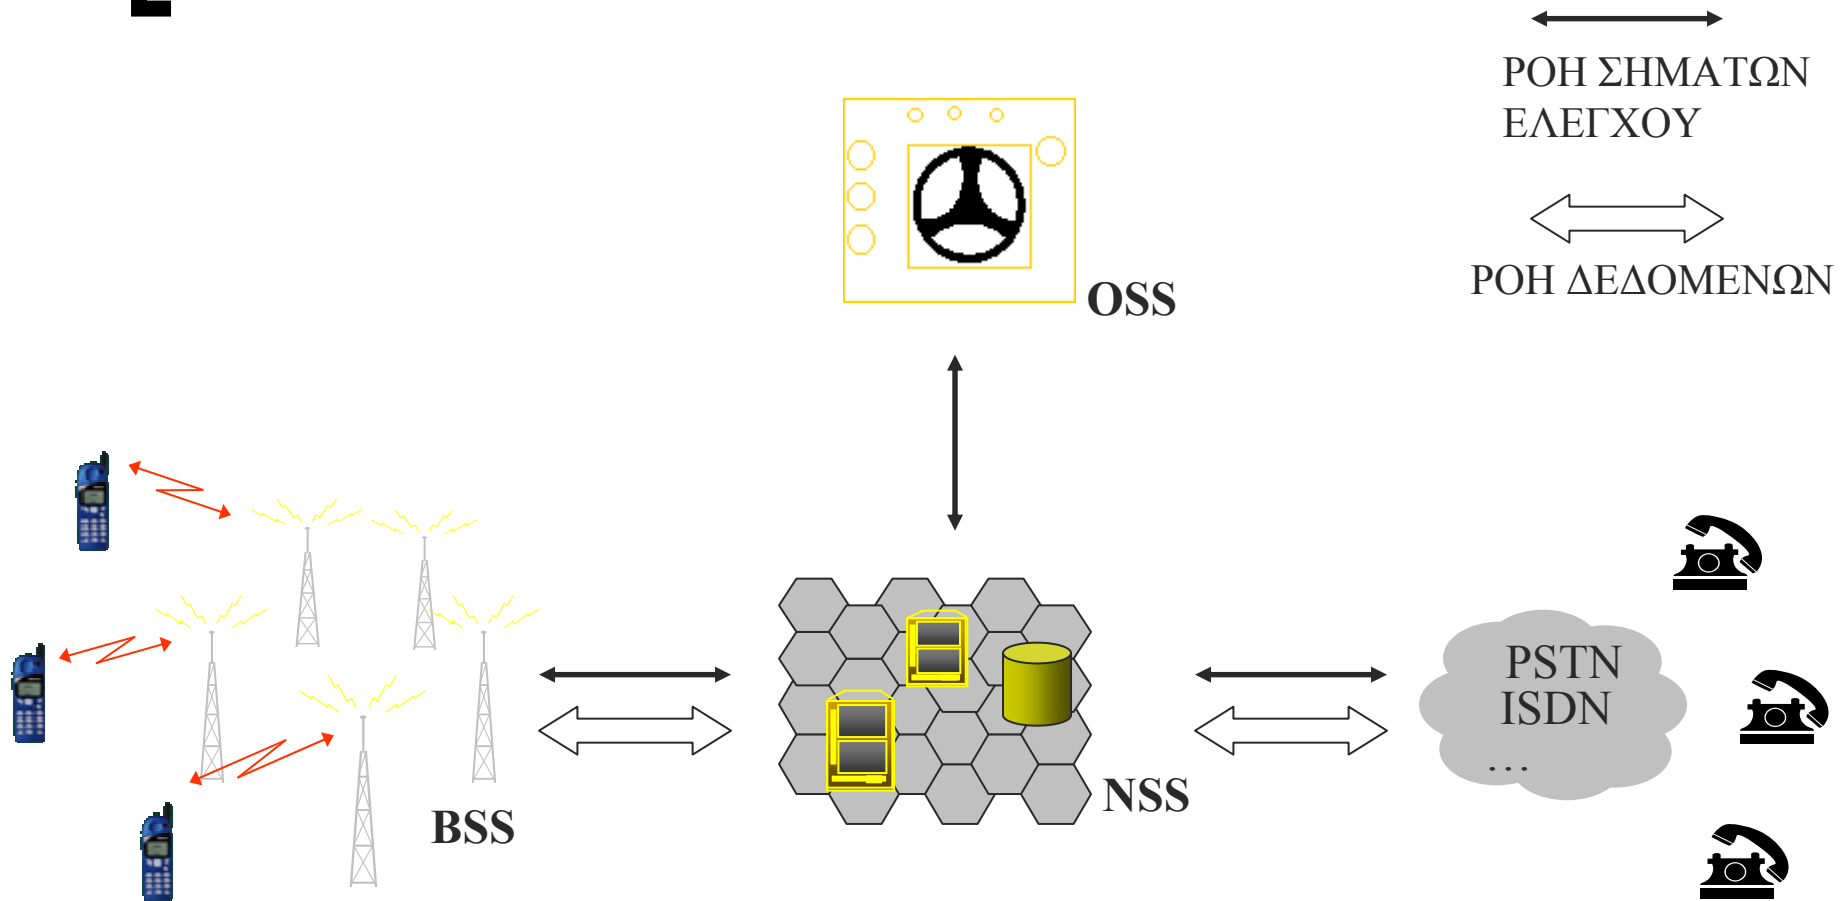 ΡΟΗ ΣΗΜΑΤΩΝ
ΕΛΕΓΧΟΥ
ΡΟΗ ΔΕΔΟΜΕΝΩΝ
OSS
PSTN
ISDN
...
NSS
BSS